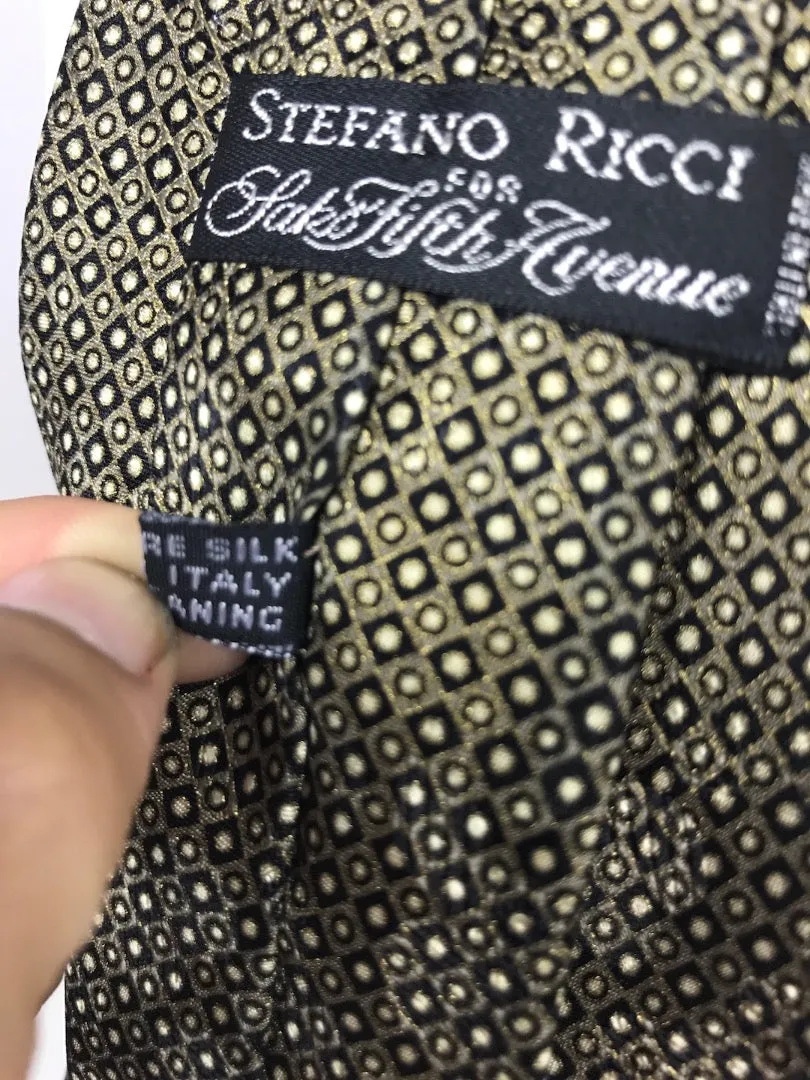 STEFANO RICCI
FOR
Saks Fifth Avenue
RE SILK
ITALY
ANING